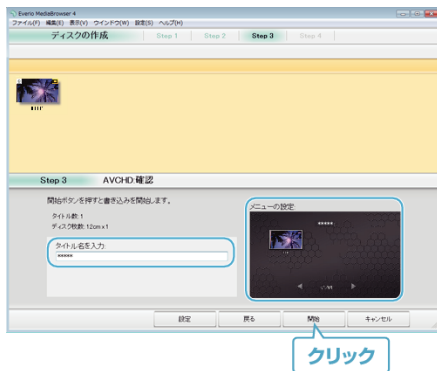 Everio MediaBrowser 4
ファイル(F) 編集(E) 表示(V) ウインドウ(W) 設定(S) ヘルプ(H)
ディスクの作成 Step 1 Step 2 Step 3 Step 4
Step 3 AVCHD:確認
開始ボタンを押すと書き込みを開始します。
タイトル数: 1
ディスク枚数: 12cm x1
タイトル名を入力:
*****
メニューの設定
*****
設定 戻る 開始 キャンセル
クリック